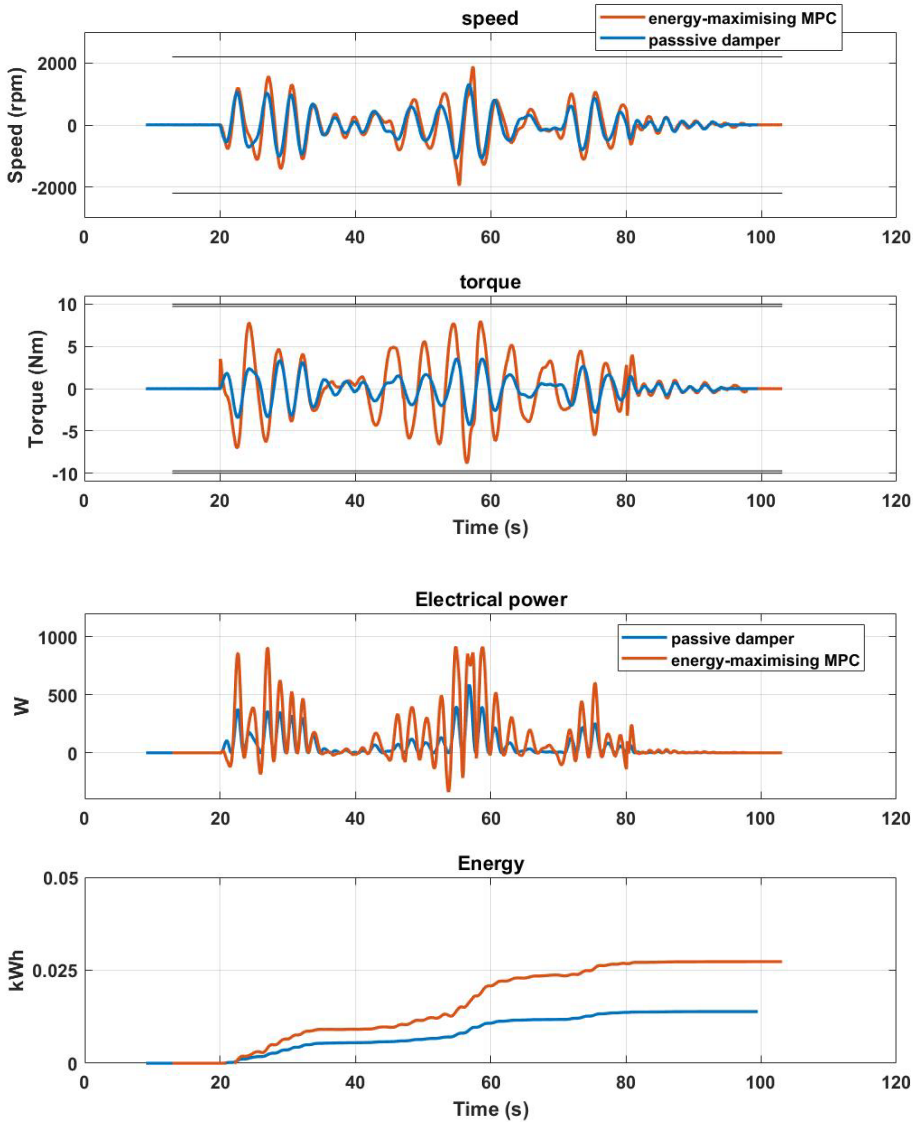 speed
energy-maximising MPC
passsive damper
2000
0
-2000
Speed (rpm)
0 20 40 60 80 100 120
torque
10
5
0
-5
-10
Torque (Nm)
0 20 40 60 80 100 120
Time (s)
Electrical power
passive damper
energy-maximising MPC
1000
500
0
W
0 20 40 60 80 100 120
Energy
0.05
0.025
0
kWh
0 20 40 60 80 100 120
Time (s)